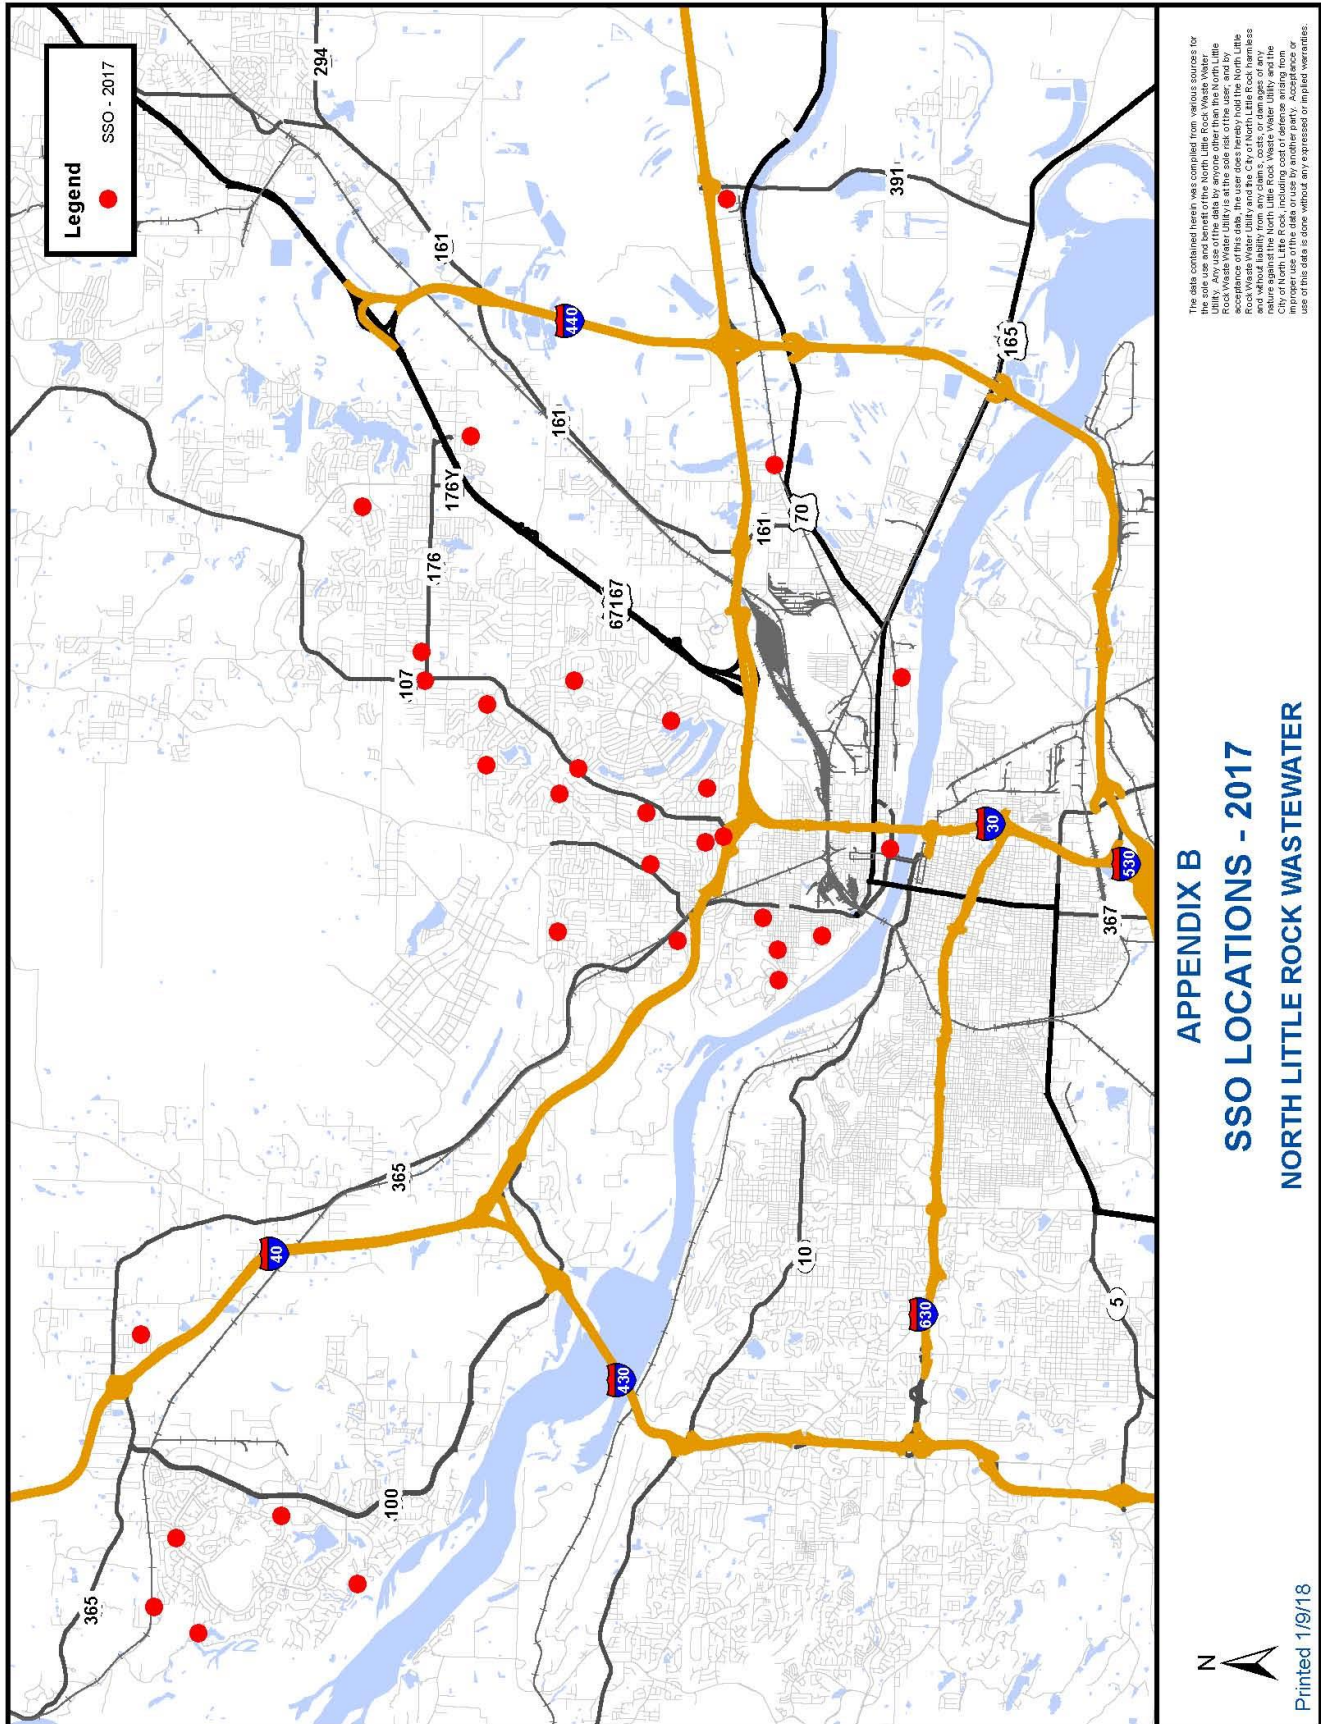 Legend
SSO - 2017
294
161
440
391
165
161
176Y
176
161
70
67167
107
30
530
367
365
40
10
630
5
430
100
365
APPENDIX B
SSO LOCATIONS - 2017
NORTH LITTLE ROCK WASTEWATER
The data contained herein was compiled from various sources for
the sole use and benefit of the North Little Rock Waste Water
Utility. Any use of the data by anyone other than the North Little
Rock Waste Water Utility is at the sole risk of the user; and by
acceptance of this data, the user does hereby hold the North Little
Rock Waste Water Utility and the City of North Little Rock harmless
and without liability from any claims, costs, or damages of any
nature against the North Little Rock Waste Water Utility and the
City of North Little Rock, including cost of defense arising from
improper use of the data or use by another party. Acceptance or
use of this data is done without any expressed or implied warranties.
N
Printed 1/9/18